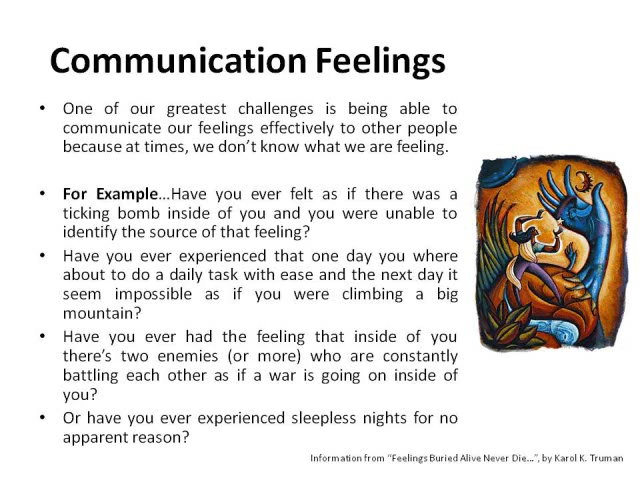 Communication Feelings
• One of our greatest challenges is being able to
communicate our feelings effectively to other people
because at times, we don't know what we are feeling.
• For Example…Have you ever felt as if there was a
ticking bomb inside of you and you were unable to
identify the source of that feeling?
• Have you ever experienced that one day you where
about to do a daily task with ease and the next day it
seem impossible as if you were climbing a big
mountain?
• Have you ever had the feeling that inside of you
there's two enemies (or more) who are constantly
battling each other as if a war is going on inside of
you?
• Or have you ever experienced sleepless nights for no
apparent reason?
Information from “Feelings Buried Alive Never Die…”, by Karol K. Truman